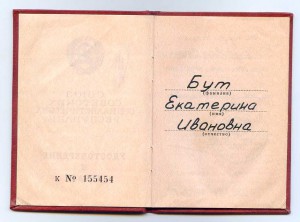 к № 155454
Бут
(фамилия)
Екатерина
(имя)
Ивановна
(отчество)